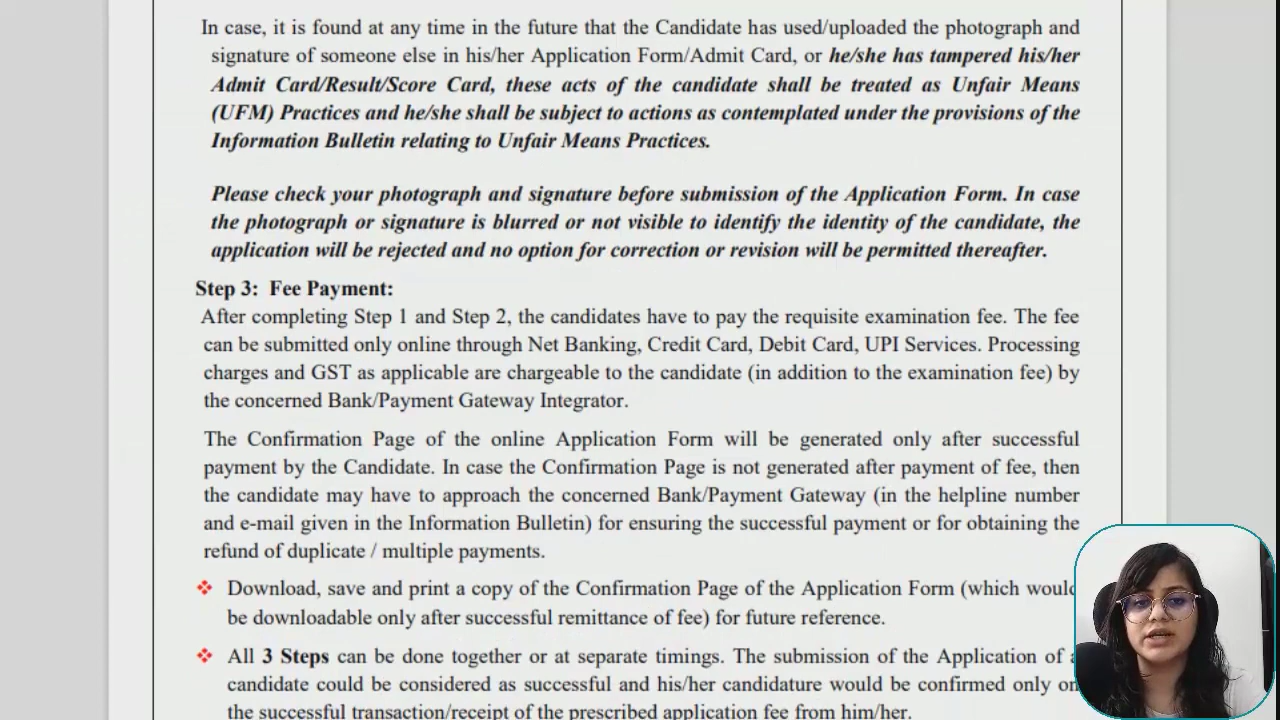 In case, it is found at any time in the future that the Candidate has used/uploaded the photograph and
signature of someone else in his/her Application Form/Admit Card, or he/she has tampered his/her
Admit Card/Result/Score Card, these acts of the candidate shall be treated as Unfair Means
(UFM) Practices and he/she shall be subject to actions as contemplated under the provisions of the
Information Bulletin relating to Unfair Means Practices.
Please check your photograph and signature before submission of the Application Form. In case
the photograph or signature is blurred or not visible to identify the identity of the candidate, the
application will be rejected and no option for correction or revision will be permitted thereafter.
Step 3: Fee Payment:
After completing Step 1 and Step 2, the candidates have to pay the requisite examination fee. The fee
can be submitted only online through Net Banking, Credit Card, Debit Card, UPI Services. Processing
charges and GST as applicable are chargeable to the candidate (in addition to the examination fee) by
the concerned Bank/Payment Gateway Integrator.
The Confirmation Page of the online Application Form will be generated only after successful
payment by the Candidate. In case the Confirmation Page is not generated after payment of fee, then
the candidate may have to approach the concerned Bank/Payment Gateway (in the helpline number
and e-mail given in the Information Bulletin) for ensuring the successful payment or for obtaining the
refund of duplicate / multiple payments.
❖ Download, save and print a copy of the Confirmation Page of the Application Form (which would
be downloadable only after successful remittance of fee) for future reference.
❖ All 3 Steps can be done together or at separate timings. The submission of the Application of
candidate could be considered as successful and his/her candidature would be confirmed only on
the successful transaction/receipt of the prescribed application fee from him/her.